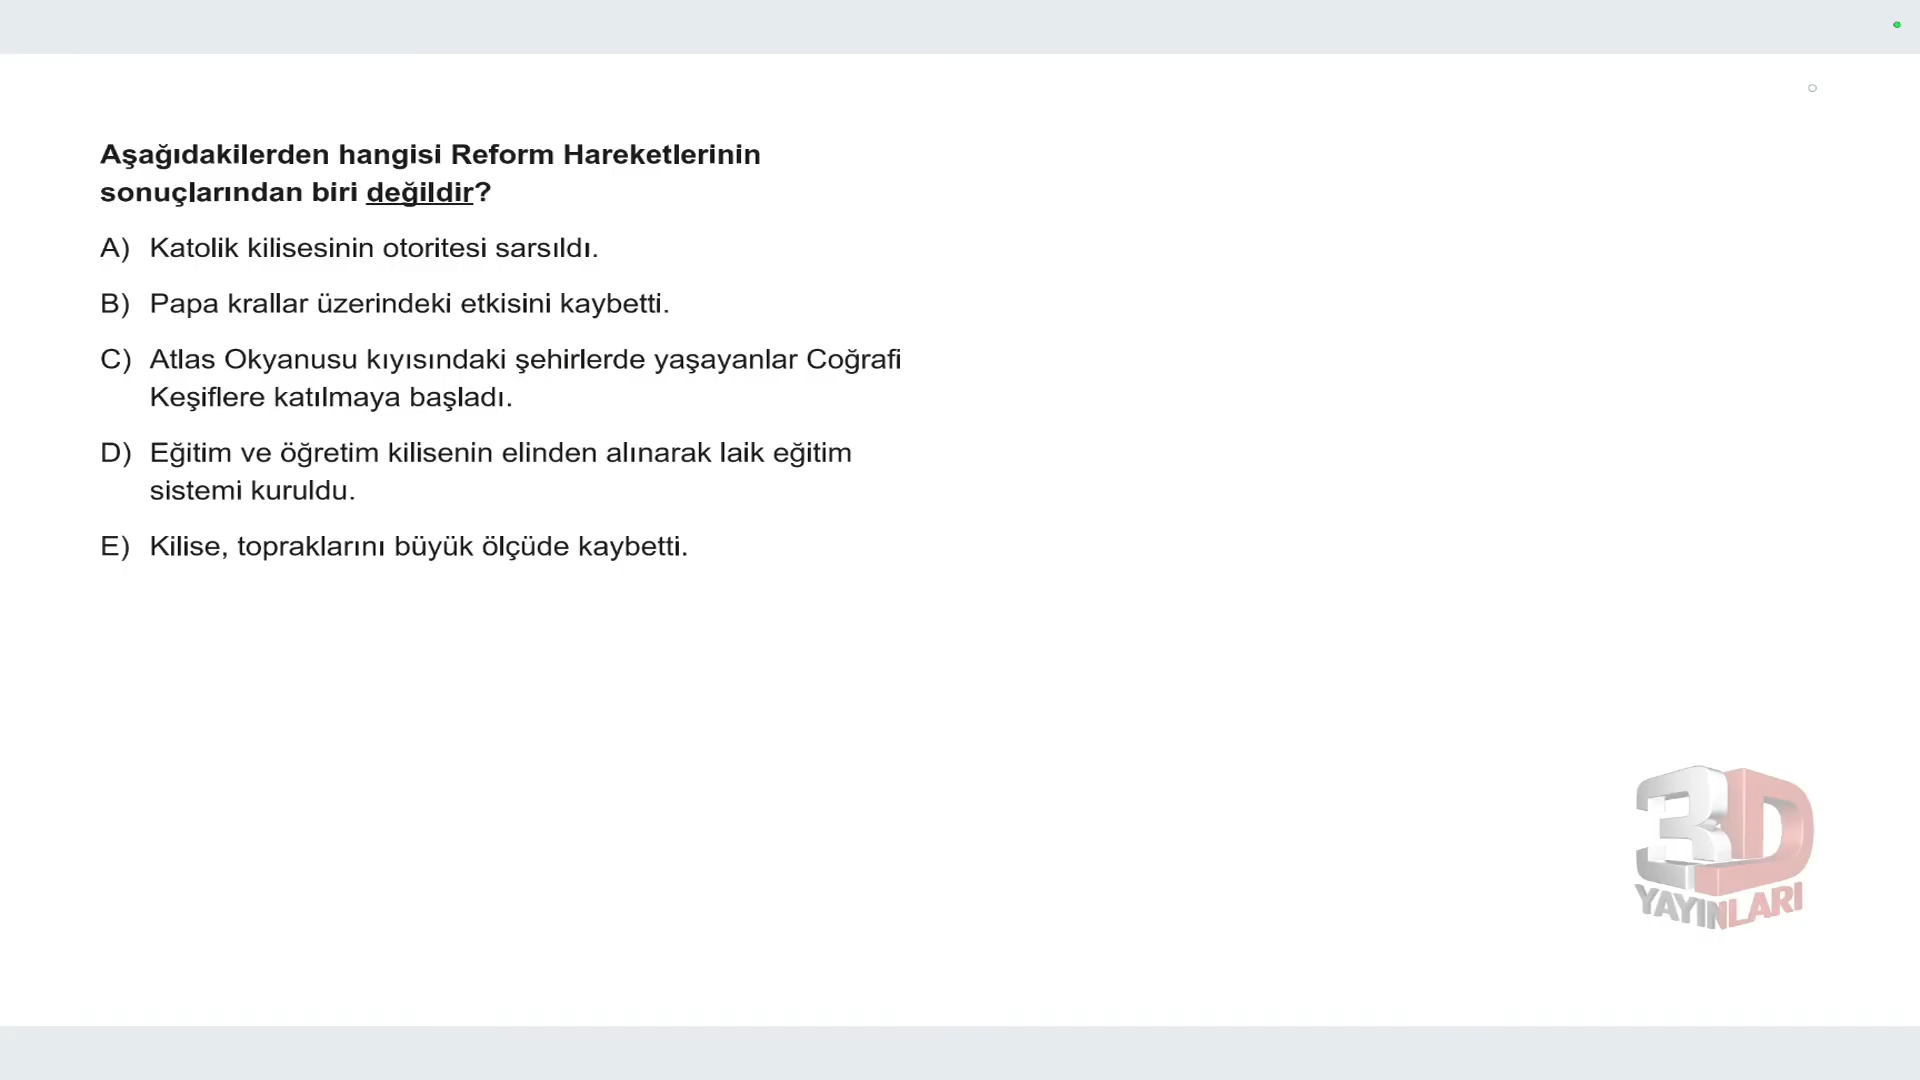 Aşağıdakilerden hangisi Reform Hareketlerinin
sonuçlarından biri değildir?
A) Katolik kilisesinin otoritesi sarsıldı.
B) Papa krallar üzerindeki etkisini kaybetti.
C) Atlas Okyanusu kıyısındaki şehirlerde yaşayanlar Coğrafi
Keşiflere katılmaya başladı.
D) Eğitim ve öğretim kilisenin elinden alınarak laik eğitim
sistemi kuruldu.
E) Kilise, topraklarını büyük ölçüde kaybetti.
3D
YAYINLARI